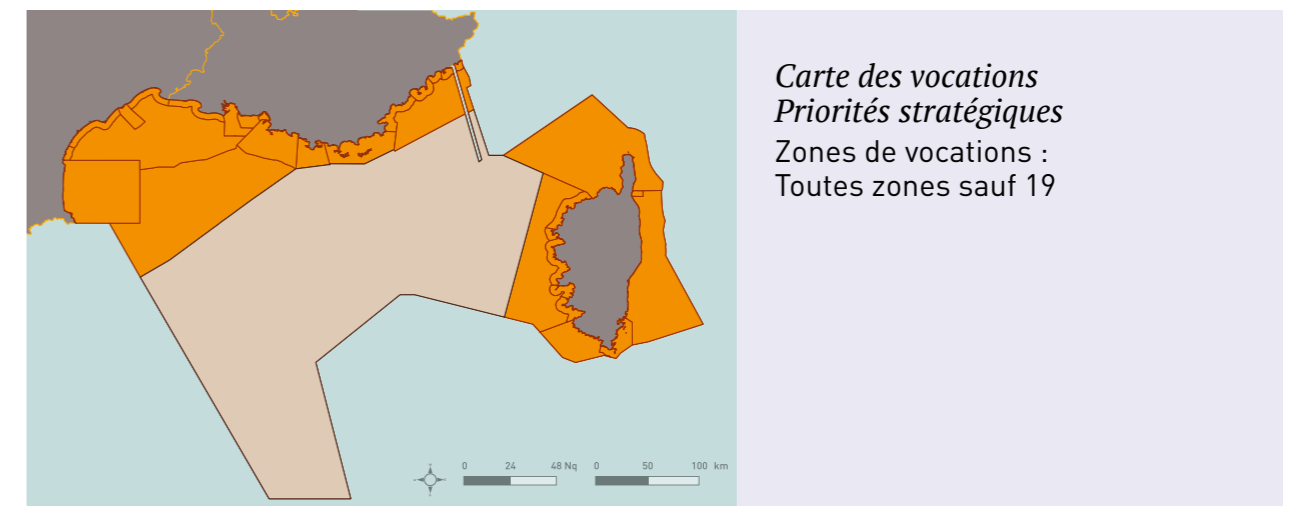 Carte des vocations
Priorités stratégiques
Zones de vocations :
Toutes zones sauf 19
0 24 48 Nq 0 50 100 km